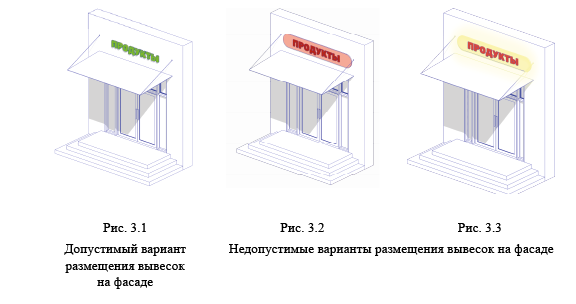 ПРОДУКТЫ
ПРОДУКТЫ
ПРОДУКТЫ
Рис. 3.1
Рис. 3.2
Рис. 3.3
Допустимый вариант
размещения вывесок
на фасаде
Недопустимые варианты размещения вывесок на фасаде